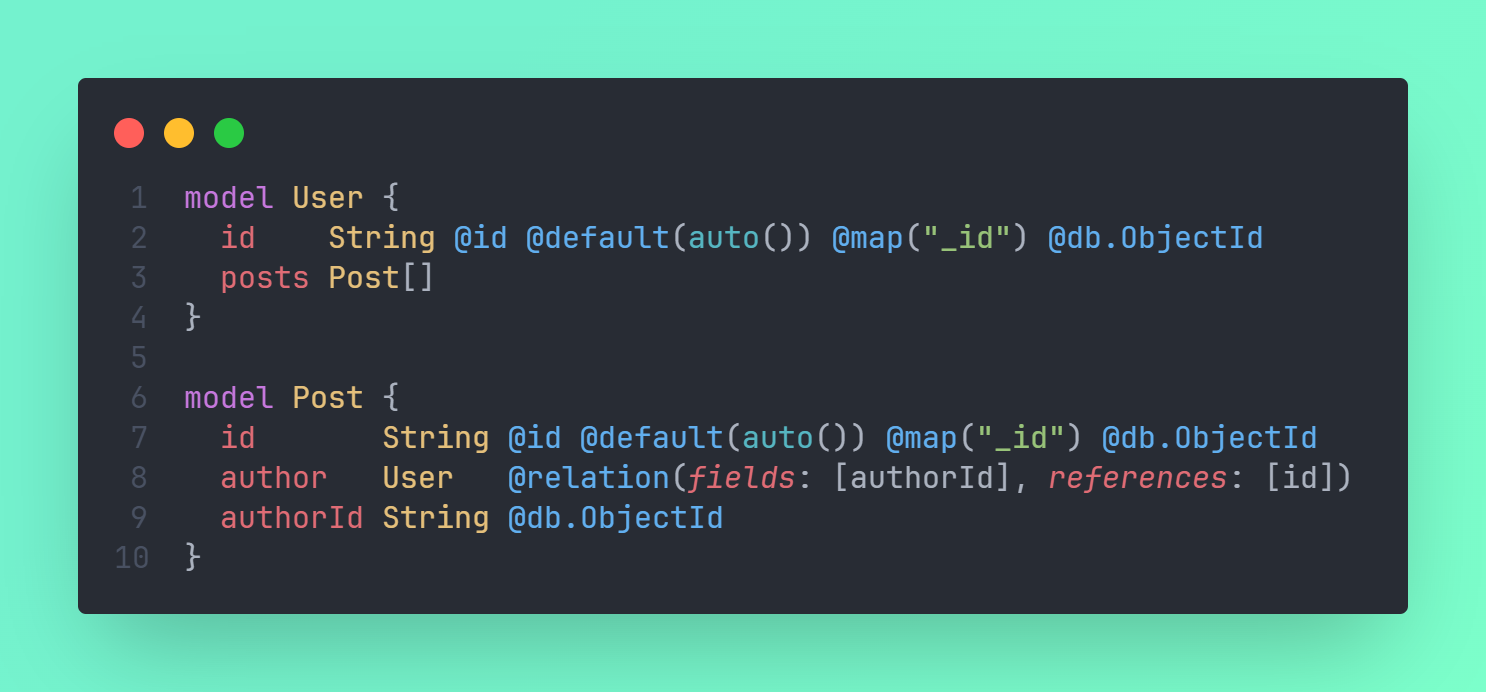 1 model User {
2   id    String @id @default(auto()) @map("_id") @db.ObjectId
3   posts Post[]
4 }
5
6 model Post {
7   id       String @id @default(auto()) @map("_id") @db.ObjectId
8   author   User   @relation(fields: [authorId], references: [id])
9   authorId String @db.ObjectId
10 }